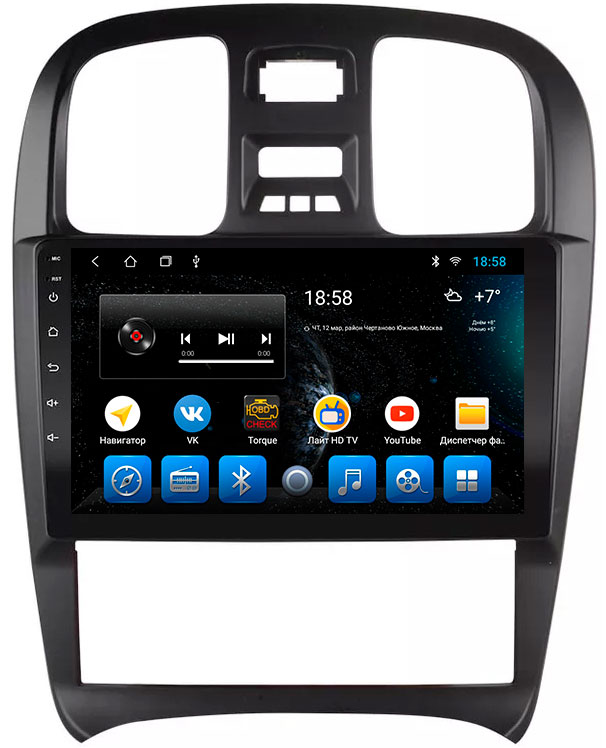 MIC
RST
18:58
18:58
+7°
ЧТ, 12 мар, район Чертаново Южное, Москва
Днём +8°
Ночью +5°
0:00
0:00
OBD
CHECK
Навигатор
VK
Torque
Лайт HD TV
YouTube
Диспетчер фа..